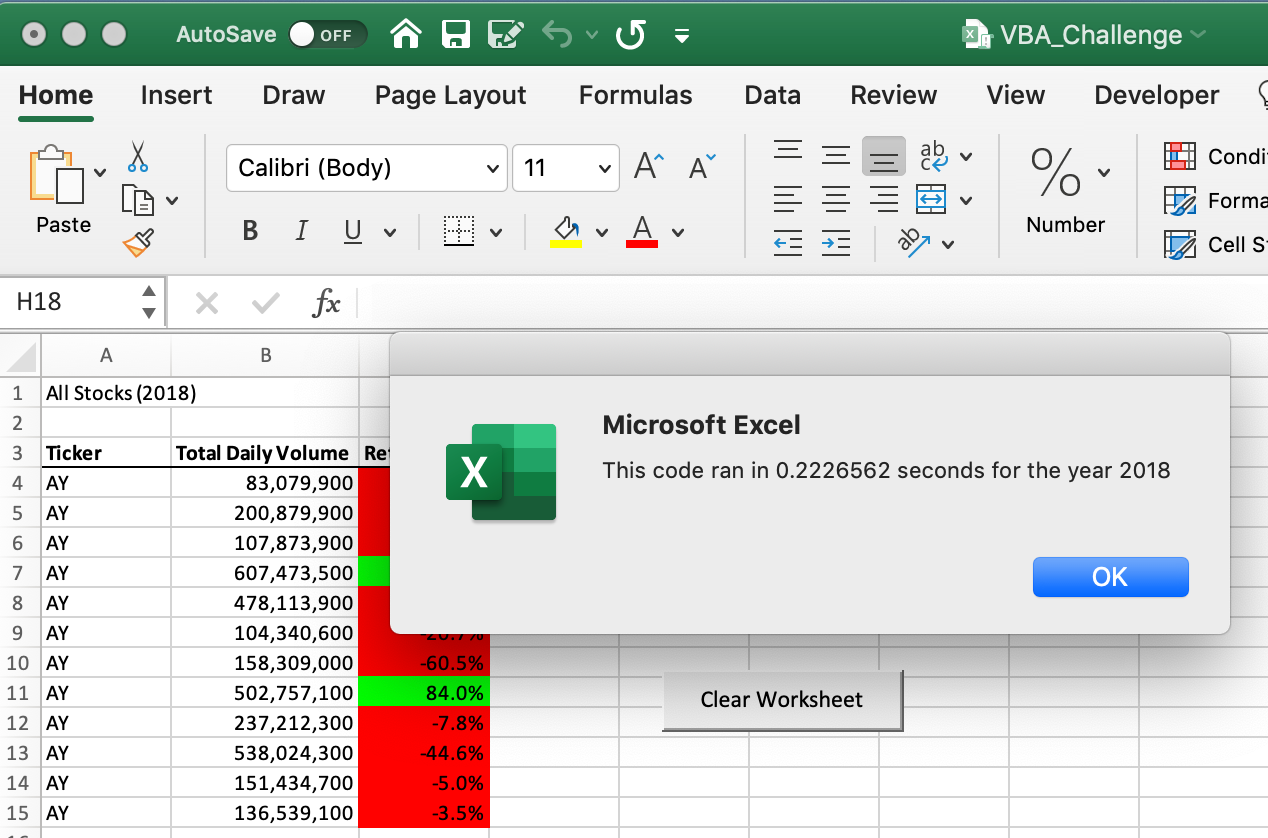 AutoSave OFF VBA_Challenge
Home Insert Draw Page Layout Formulas Data Review View Developer
Calibri (Body) 11 A A ab c % Condi
Paste B I U A ab Number Forma
Cell S
H18 fx
A B
1 All Stocks (2018)
2
3 Ticker Total Daily Volume Re
4 AY 83,079,900
5 AY 200,879,900
6 AY 107,873,900
7 AY 607,473,500
8 AY 478,113,900
9 AY 104,340,600 -20.7%
10 AY 158,309,000 -60.5%
11 AY 502,757,100 84.0%
12 AY 237,212,300 -7.8%
13 AY 538,024,300 -44.6%
14 AY 151,434,700 -5.0%
15 AY 136,539,100 -3.5%
X
Microsoft Excel
This code ran in 0.2226562 seconds for the year 2018
OK
Clear Worksheet